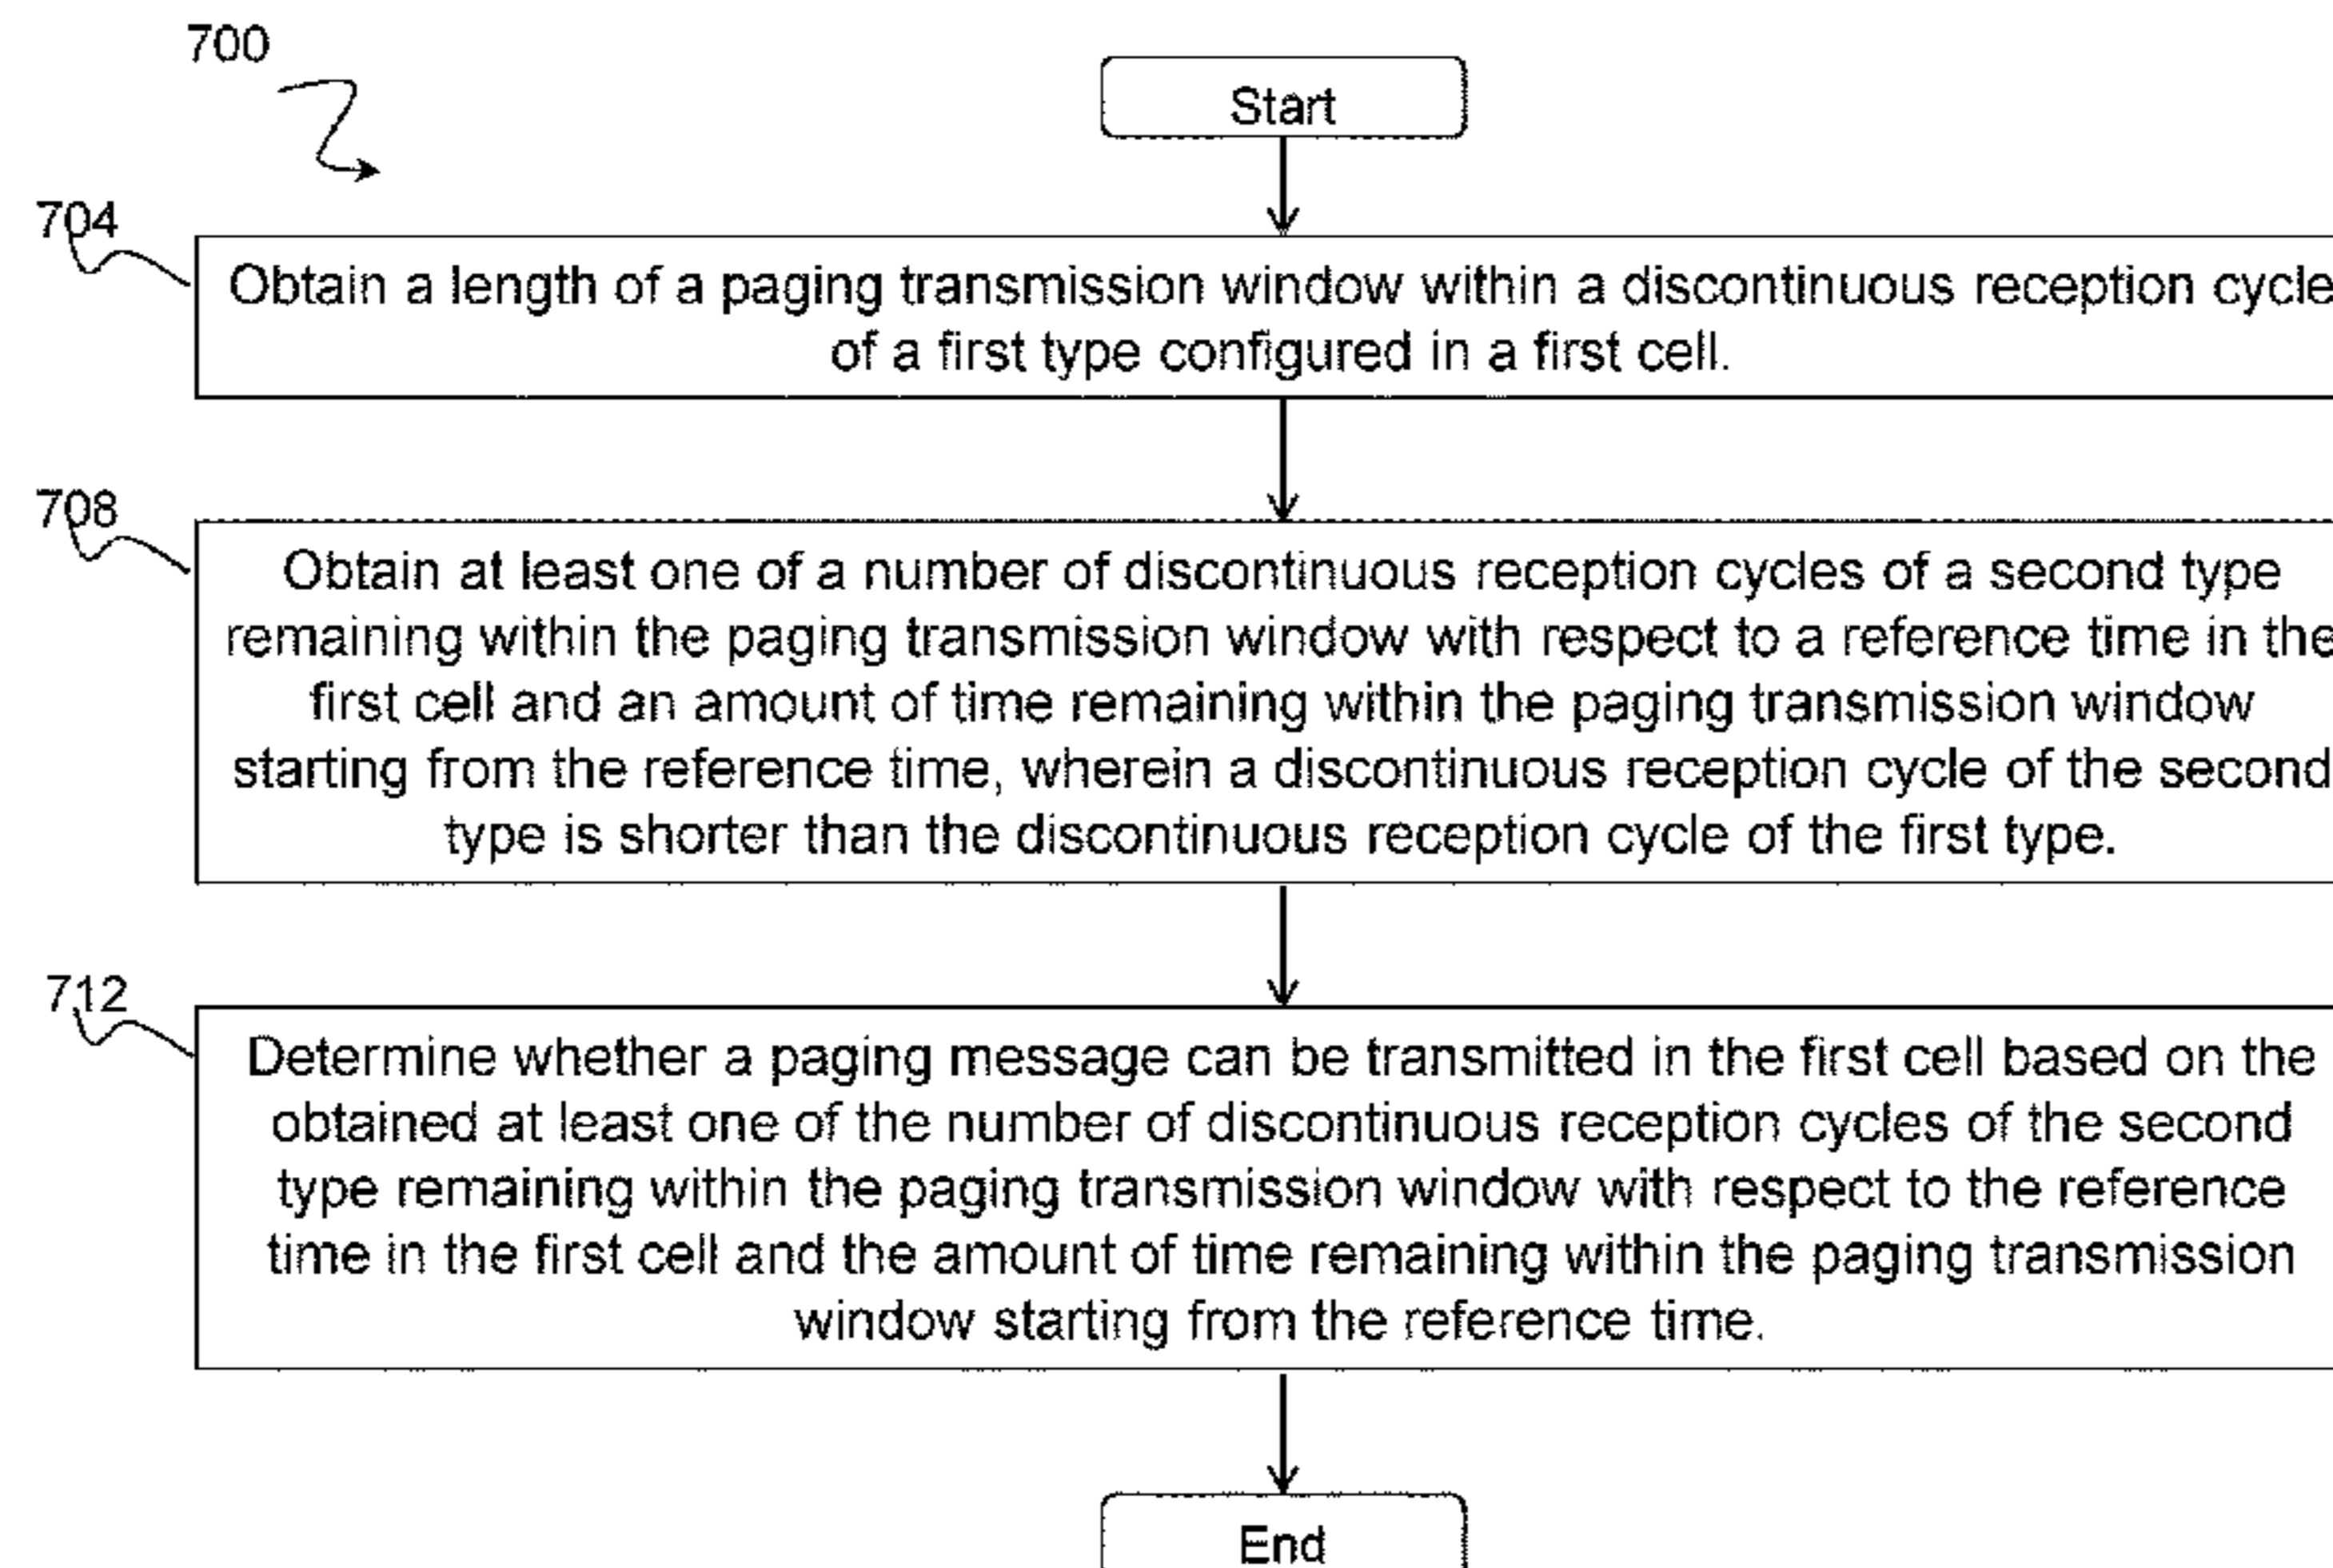 700
Start
704
Obtain a length of a paging transmission window within a discontinuous reception cycle
of a first type configured in a first cell.
708
Obtain at least one of a number of discontinuous reception cycles of a second type
remaining within the paging transmission window with respect to a reference time in the
first cell and an amount of time remaining within the paging transmission window
starting from the reference time, wherein a discontinuous reception cycle of the second
type is shorter than the discontinuous reception cycle of the first type.
712
Determine whether a paging message can be transmitted in the first cell based on the
obtained at least one of the number of discontinuous reception cycles of the second
type remaining within the paging transmission window with respect to the reference
time in the first cell and the amount of time remaining within the paging transmission
window starting from the reference time.
End